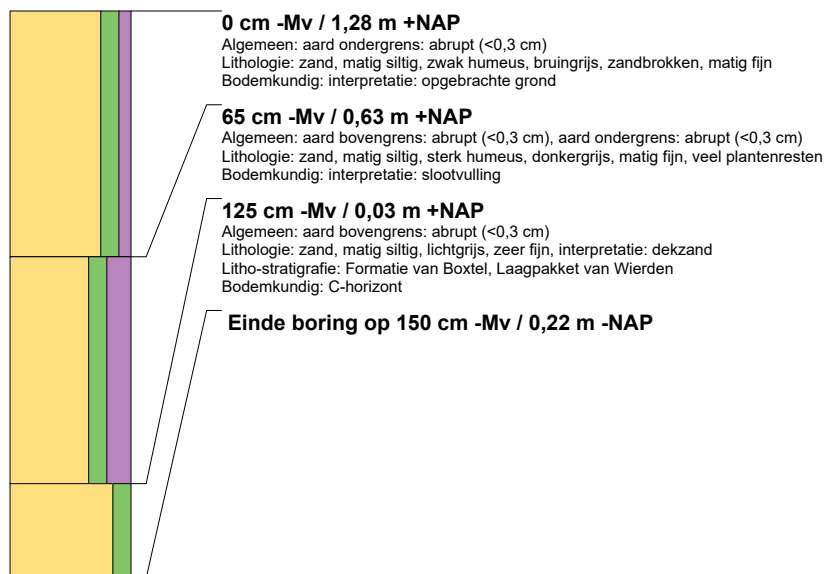 0 cm -Mv / 1,28 m +NAP
Algemeen: aard ondergrens: abrupt (<0,3 cm)
Lithologie: zand, matig siltig, zwak humeus, bruingrijs, zandbrokken, matig fijn
Bodemkundig: interpretatie: opgebrachte grond
65 cm -Mv / 0,63 m +NAP
Algemeen: aard bovengrens: abrupt (<0,3 cm), aard ondergrens: abrupt (<0,3 cm)
Lithologie: zand, matig siltig, sterk humeus, donkergrijs, matig fijn, veel plantenresten
Bodemkundig: interpretatie: slootvulling
125 cm -Mv / 0,03 m +NAP
Algemeen: aard bovengrens: abrupt (<0,3 cm)
Lithologie: zand, matig siltig, lichtgrijs, zeer fijn, interpretatie: dekzand
Litho-stratigrafie: Formatie van Boxtel, Laagpakket van Wierden
Bodemkundig: C-horizont
Einde boring op 150 cm -Mv / 0,22 m -NAP